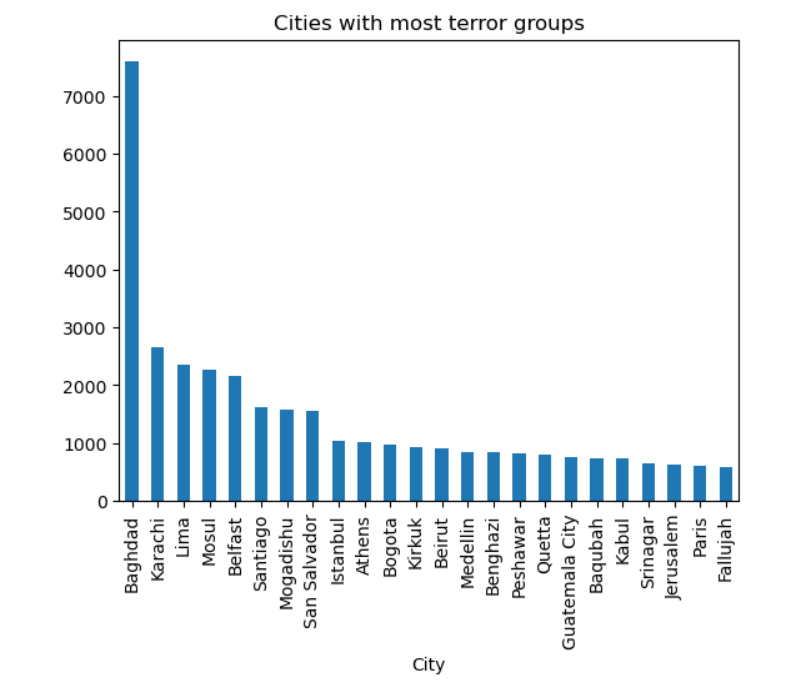 Cities with most terror groups
7000
6000
5000
4000
3000
2000
1000
0
Baghdad
Karachi
Lima
Mosul
Belfast
Santiago
Mogadishu
San Salvador
Istanbul
Athens
Bogota
Kirkuk
Beirut
Medellin
Benghazi
Peshawar
Quetta
Guatemala City
Baqubah
Kabul
Srinagar
Jerusalem
Paris
Fallujah
City